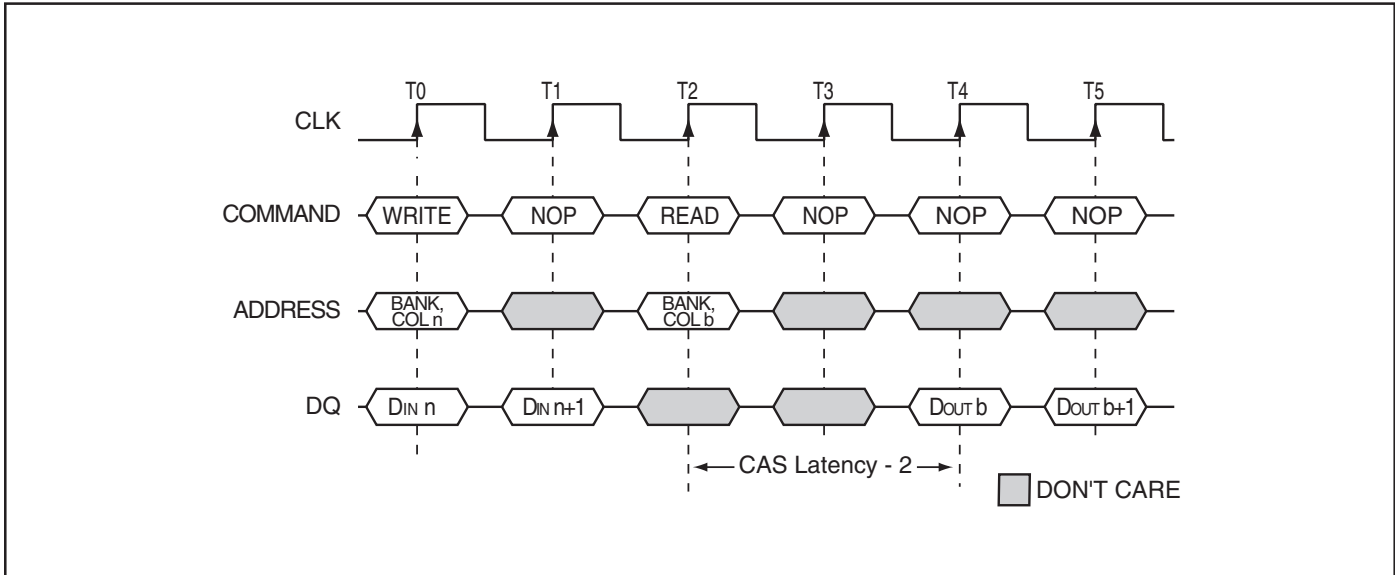 T0 T1 T2 T3 T4 T5
CLK
COMMAND WRITE NOP READ NOP NOP NOP
ADDRESS BANK, COL n BANK, COL b
DQ DIN n DIN n+1 DOUT b DOUT b+1
CAS Latency - 2
DON'T CARE